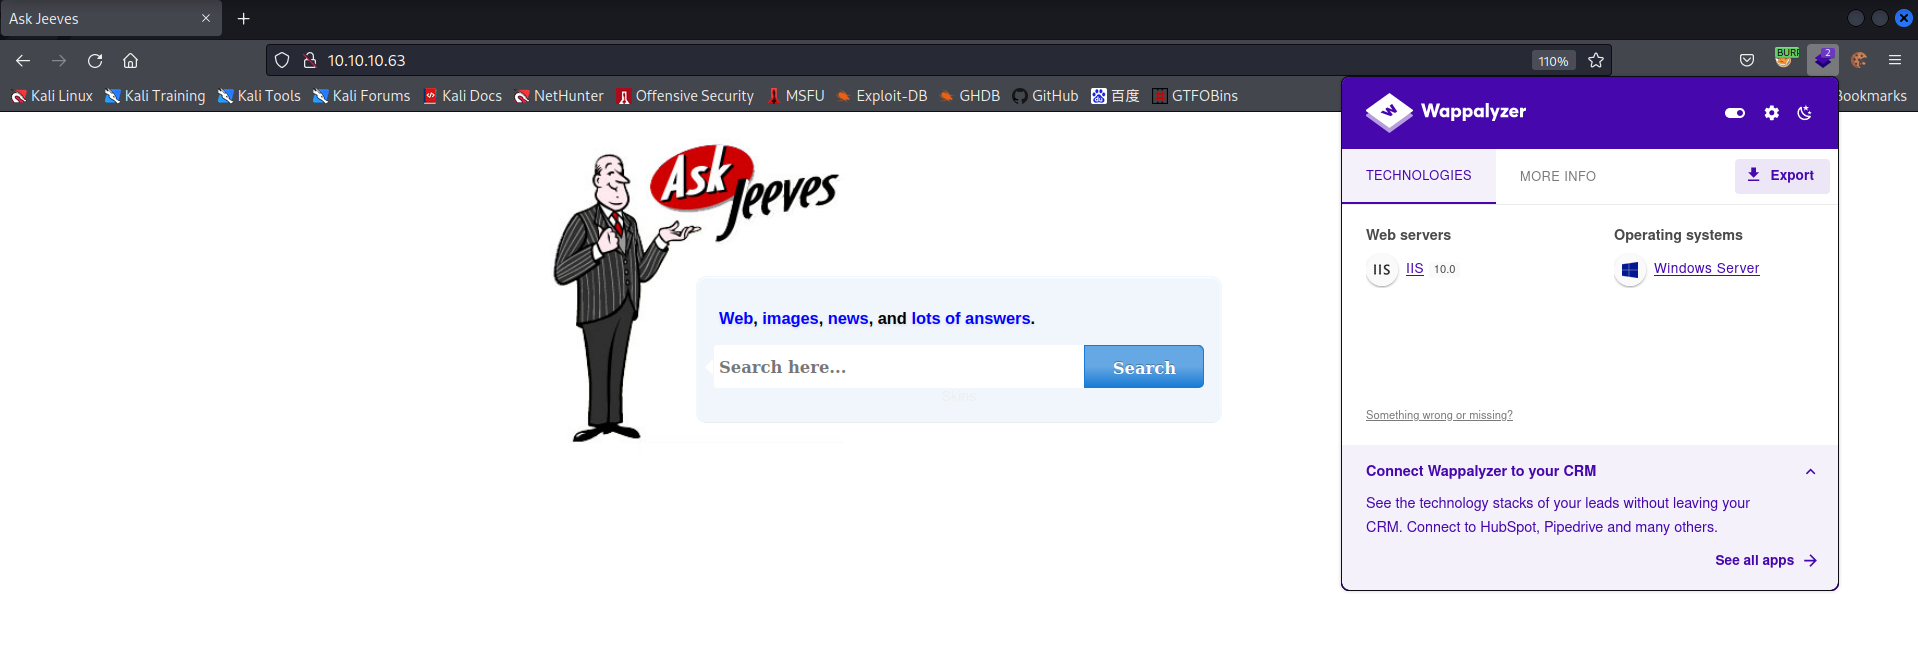 Ask Jeeves
10.10.10.63
110%
BURP
2
Kali Linux Kali Training Kali Tools Kali Forums Kali Docs NetHunter Offensive Security MSFU Exploit-DB GHDB GitHub 百度 GTFOBins Bookmarks
Ask
Jeeves
Web, images, news, and lots of answers.
Search here...
Search
Skins
Wappalyzer
TECHNOLOGIES
MORE INFO
Export
Web servers
Operating systems
IIS IIS 10.0
Windows Server
Something wrong or missing?
Connect Wappalyzer to your CRM
See the technology stacks of your leads without leaving your
CRM. Connect to HubSpot, Pipedrive and many others.
See all apps